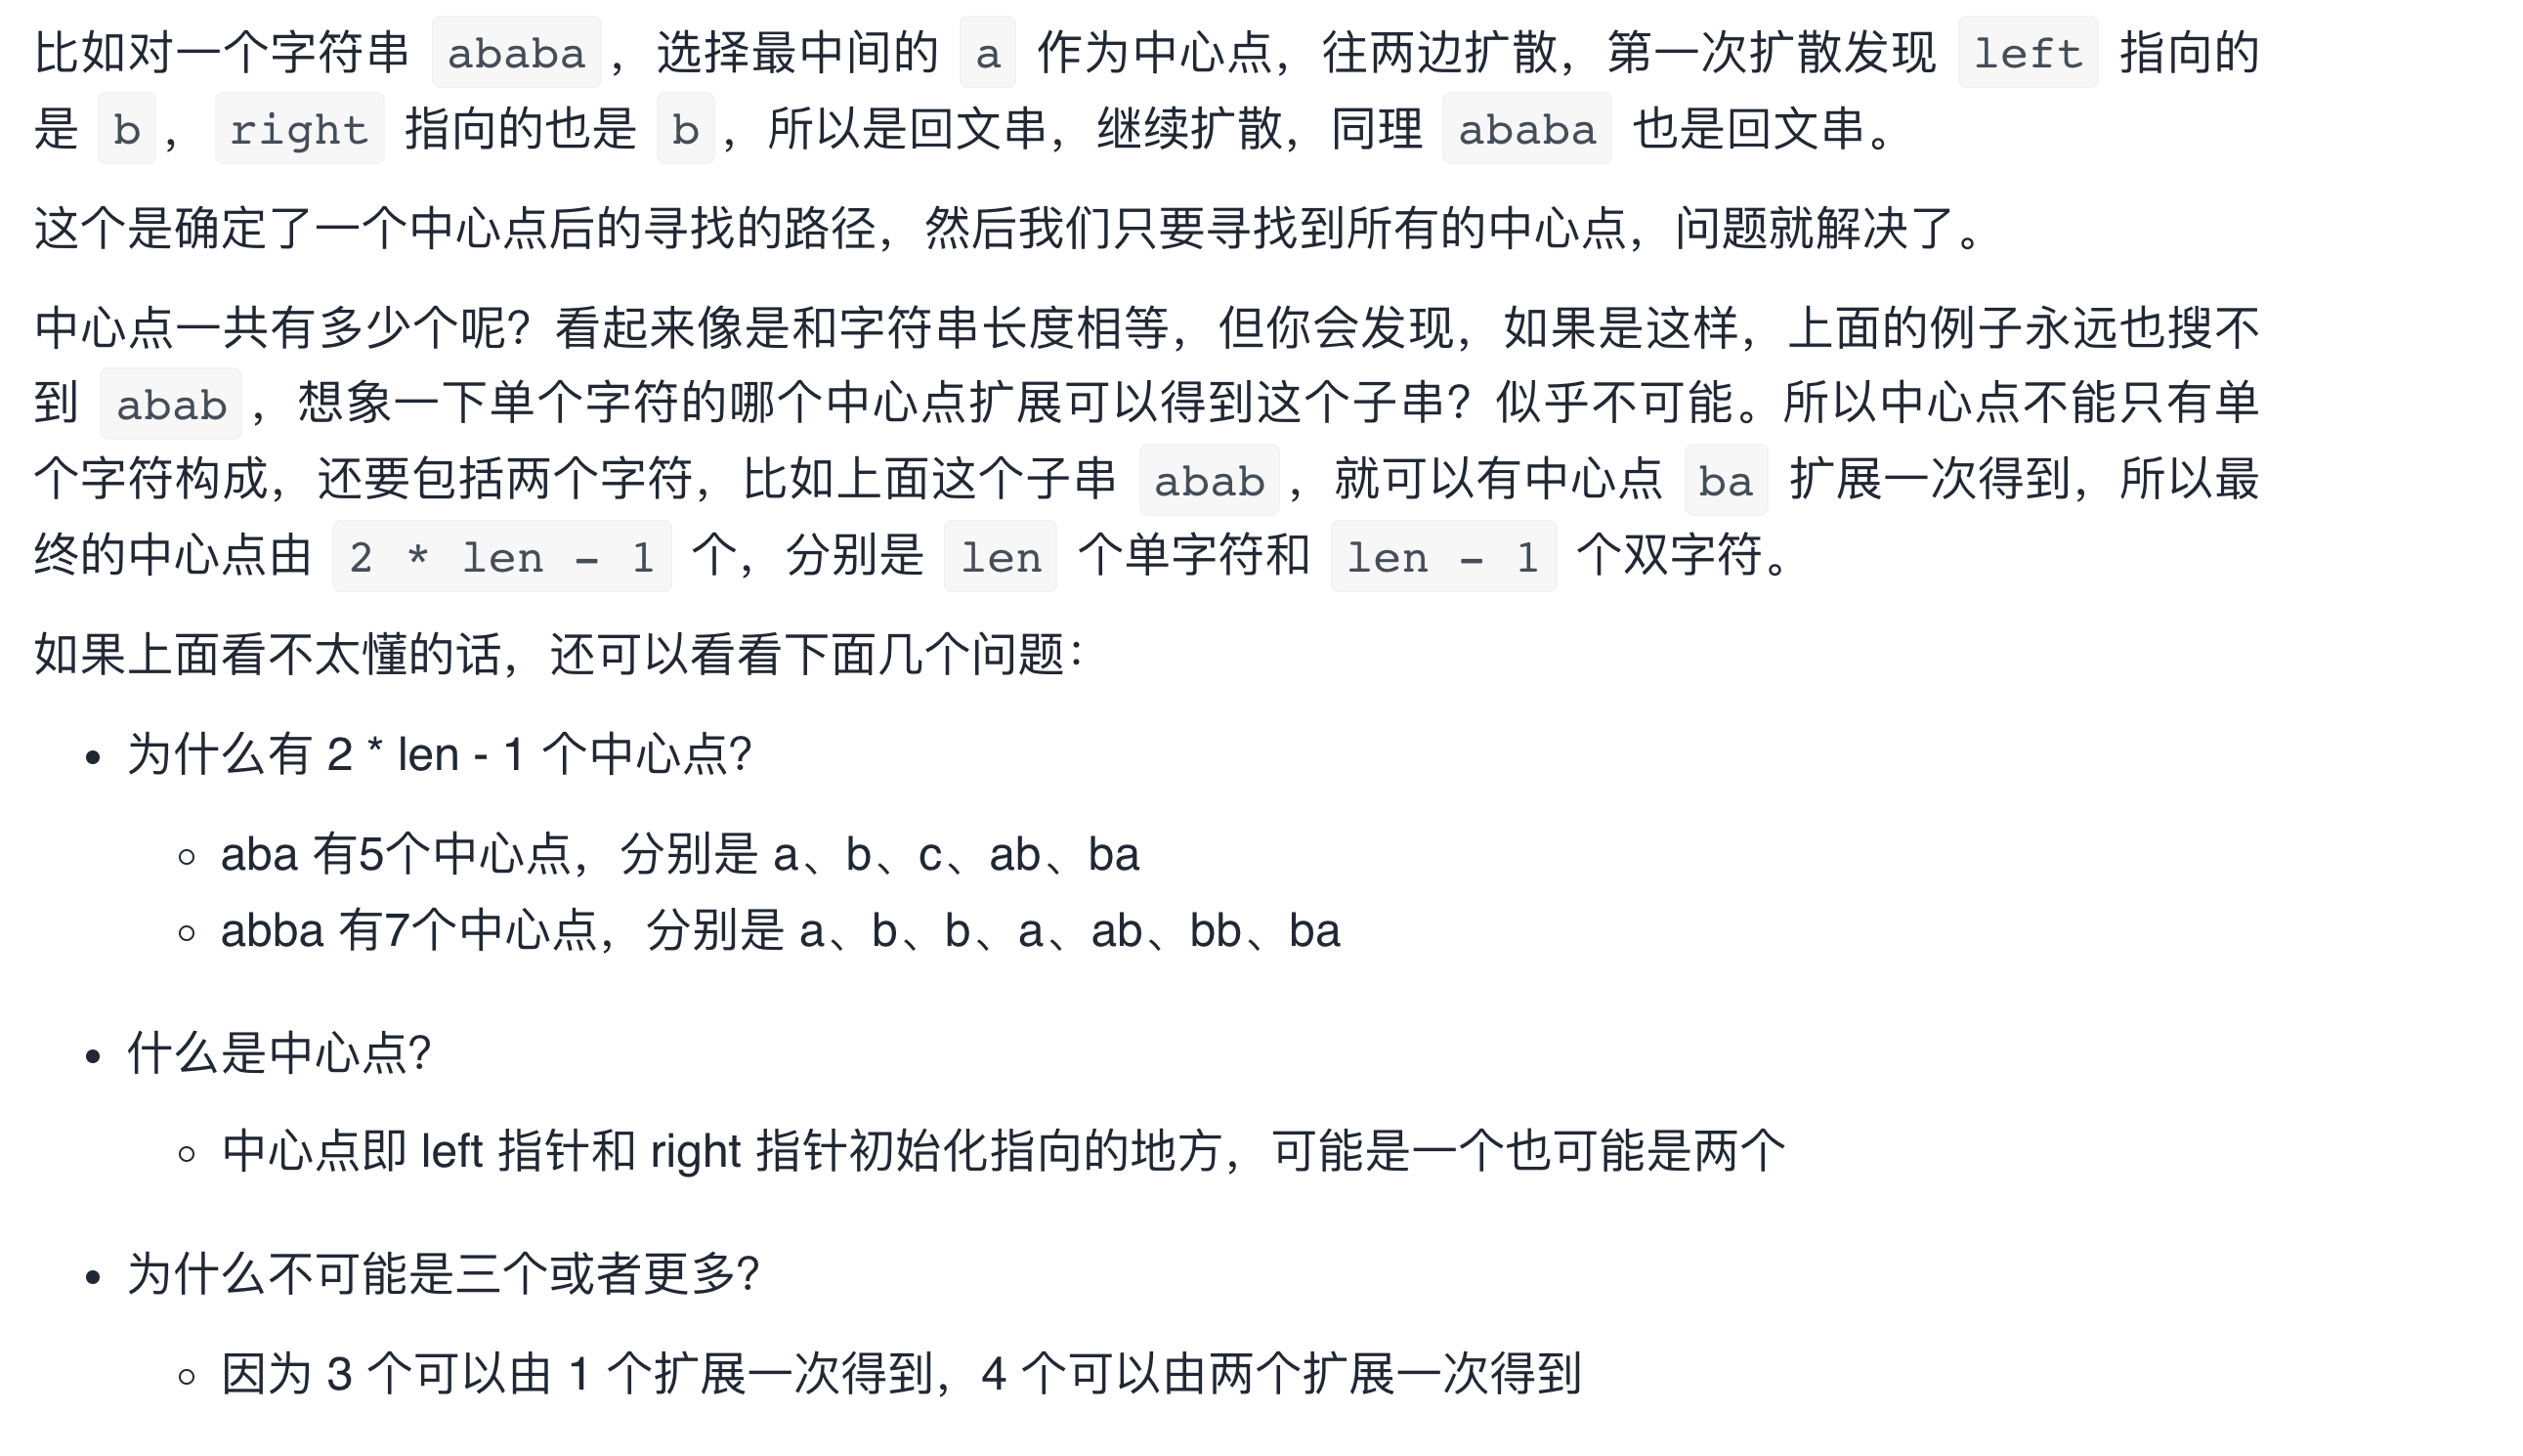 比如对一个字符串 ababa，选择最中间的 a 作为中心点，往两边扩散，第一次扩散发现 left 指向的
是 b，right 指向的也是 b，所以是回文串，继续扩散，同理 ababa 也是回文串。
这个是确定了一个中心点后的寻找的路径，然后我们只要寻找到所有的中心点，问题就解决了。
中心点一共有多少个呢？看起来像是和字符串长度相等，但你会发现，如果是这样，上面的例子永远也搜不
到 abab，想象一下单个字符的哪个中心点扩展可以得到这个子串？似乎不可能。所以中心点不能只有单
个字符构成，还要包括两个字符，比如上面这个子串 abab，就可以有中心点 ba 扩展一次得到，所以最
终的中心点由 2 * len - 1 个，分别是 len 个单字符和 len - 1 个双字符。
如果上面看不太懂的话，还可以看看下面几个问题：
• 为什么有 2 * len - 1 个中心点？
◦ aba 有5个中心点，分别是 a、b、c、ab、ba
◦ abba 有7个中心点，分别是 a、b、b、a、ab、bb、ba
• 什么是中心点？
◦ 中心点即 left 指针和 right 指针初始化指向的地方，可能是一个也可能是两个
• 为什么不可能是三个或者更多？
◦ 因为 3 个可以由 1 个扩展一次得到，4 个可以由两个扩展一次得到